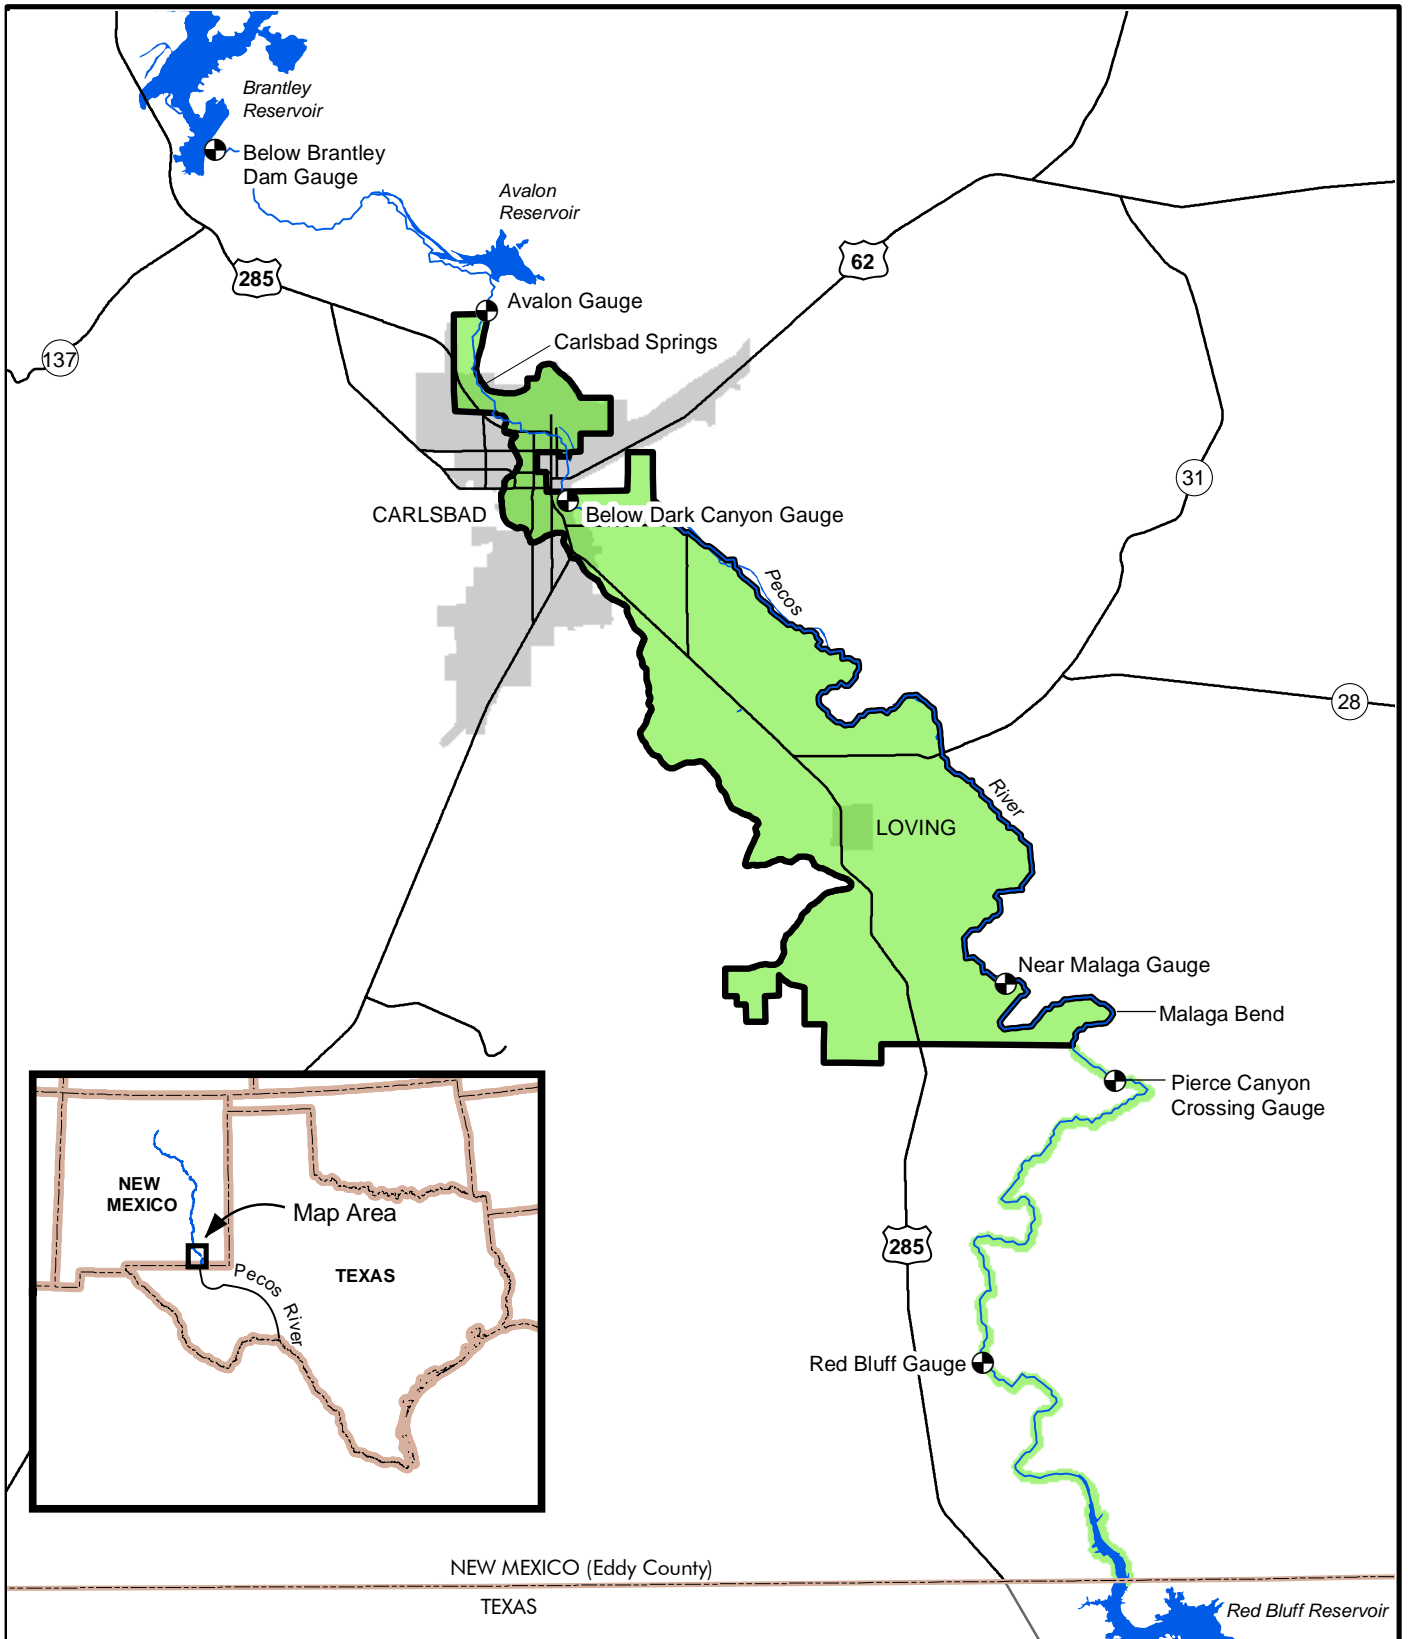 Brantley
Reservoir
Below Brantley
Dam Gauge
Avalon
Reservoir
62
285
Avalon Gauge
Carlsbad Springs
137
31
CARLSBAD
Below Dark Canyon Gauge
Pecos
28
River
LOVING
Near Malaga Gauge
Malaga Bend
Pierce Canyon
Crossing Gauge
NEW
MEXICO
Map Area
TEXAS
Pecos River
285
Red Bluff Gauge
NEW MEXICO (Eddy County)
TEXAS
Red Bluff Reservoir